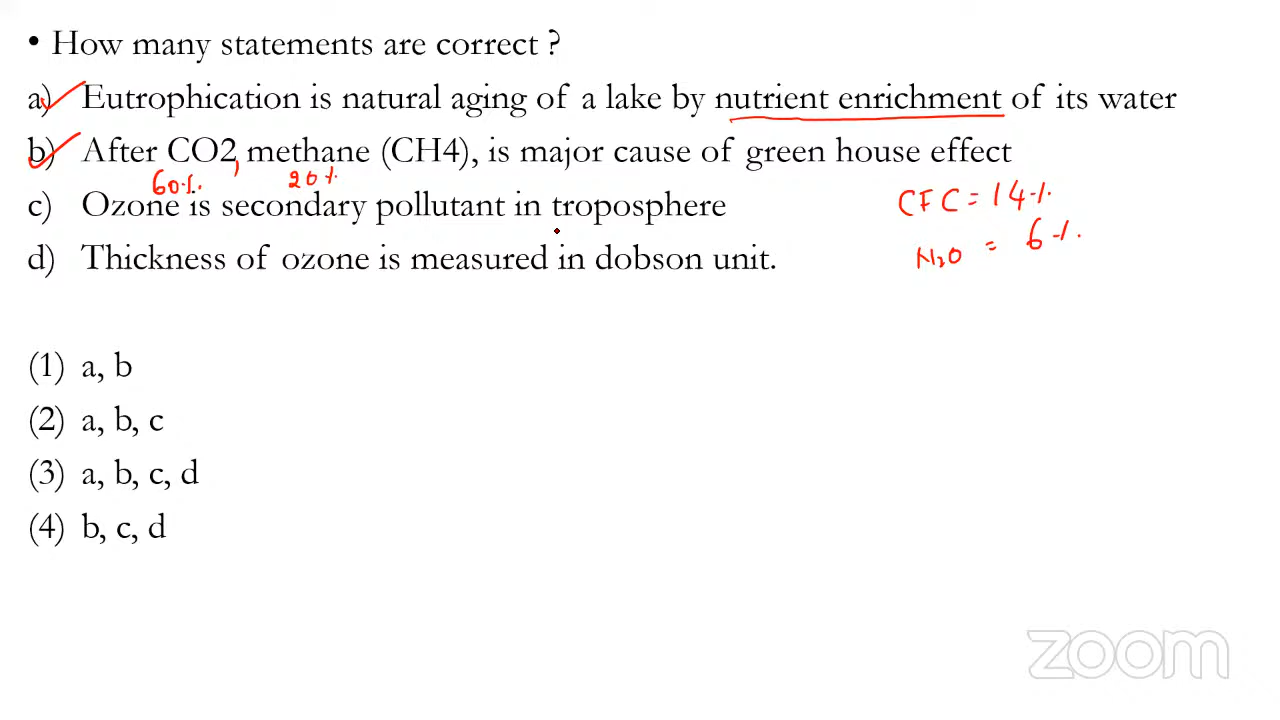 • How many statements are correct ?
a) Eutrophication is natural aging of a lake by nutrient enrichment of its water
b) After CO2, methane (CH4), is major cause of green house effect
60% 20%
c) Ozone is secondary pollutant in troposphere
CFC = 14%
d) Thickness of ozone is measured in dobson unit.
N2O = 6%
(1) a, b
(2) a, b, c
(3) a, b, c, d
(4) b, c, d
zoom